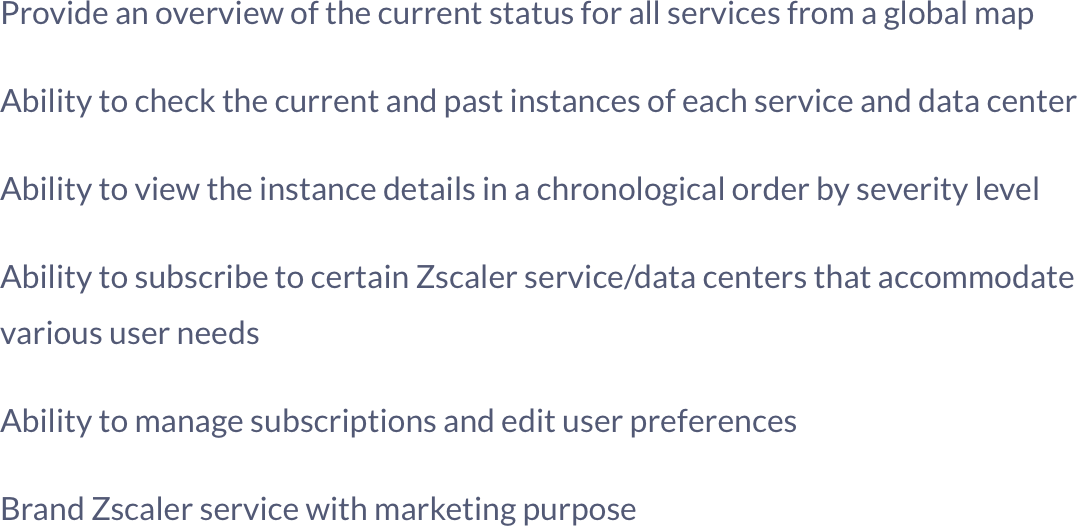 Provide an overview of the current status for all services from a global map
Ability to check the current and past instances of each service and data center
Ability to view the instance details in a chronological order by severity level
Ability to subscribe to certain Zscaler service/data centers that accommodate
various user needs
Ability to manage subscriptions and edit user preferences
Brand Zscaler service with marketing purpose